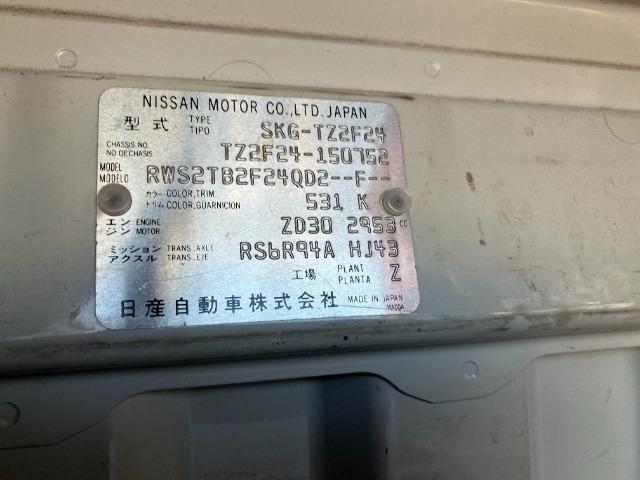 NISSAN MOTOR CO.,LTD. JAPAN
型式 TYPE TIPO SKG-TZ2F24
CHASSIS NO. NO DECHASIS TZ2F24-150752
MODEL MODELO RWS2TB2F24QD2--F--
カラー COLOR,TRIM トリム COLOR,GUARNICION 531 K
エンジン ENGINE MOTOR ZD30 2953 cc
ミッション アクスル TRANS.,AXLE TRANS.,EJE RS6R94A HJ43
工場 PLANT PLANTA Z
日産自動車株式会社 MADE IN JAPAN